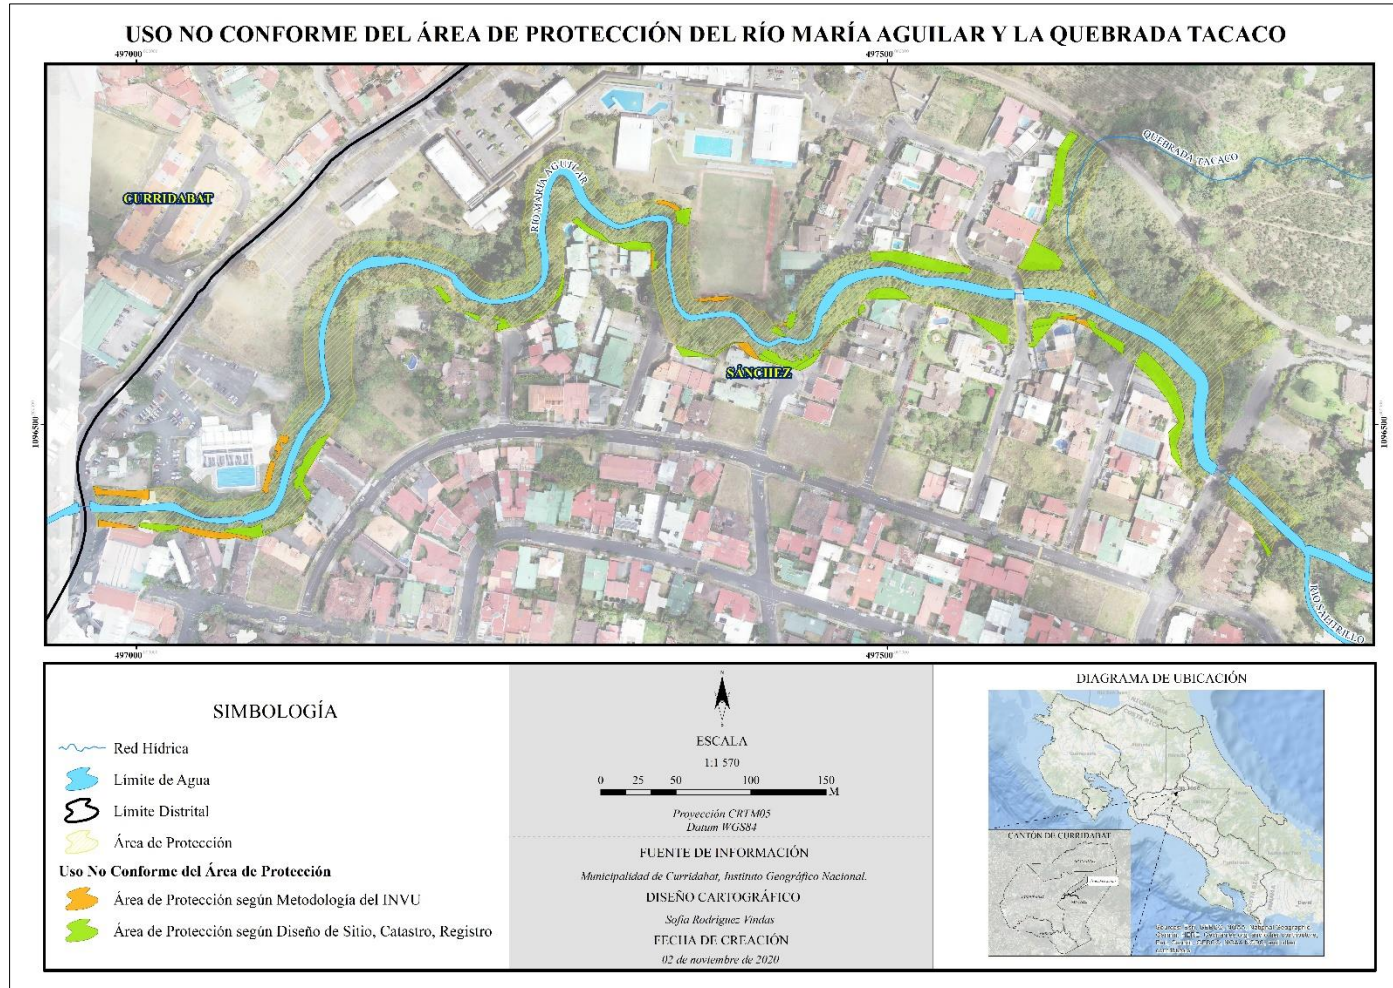 USO NO CONFORME DEL ÁREA DE PROTECCIÓN DEL RÍO MARÍA AGUILAR Y LA QUEBRADA TACACO
497000
497500
QUEBRADA TACACO
RÍO MARÍA AGUILAR
CURRIDABAT
SÁNCHEZ
1096500
1096500
497000
497500
SIMBOLOGÍA
Red Hídrica
Límite de Agua
Límite Distrital
Área de Protección
Uso No Conforme del Área de Protección
Área de Protección según Metodología del INVU
Área de Protección según Diseño de Sitio, Catastro, Registro
N
ESCALA
1:1 570
0 25 50 100 150
M
Proyección CRTM05
Datum WGS84
FUENTE DE INFORMACIÓN
Municipalidad de Curridabat, Instituto Geográfico Nacional.
DISEÑO CARTOGRÁFICO
Sofía Rodríguez Vindas
FECHA DE CREACIÓN
02 de noviembre de 2020
DIAGRAMA DE UBICACIÓN
CANTÓN DE CURRIDABAT